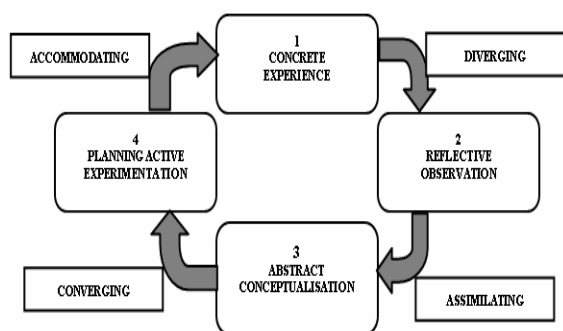 1
CONCRETE
EXPERIENCE
DIVERGING
2
REFLECTIVE
OBSERVATION
ASSIMILATING
3
ABSTRACT
CONCEPTUALISATION
CONVERGING
4
PLANNING ACTIVE
EXPERIMENTATION
ACCOMMODATING